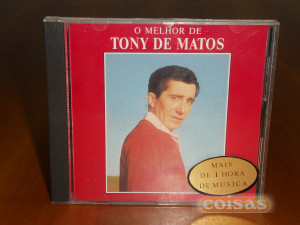 O MELHOR DE
TONY DE MATOS
MAIS
DE 1 HORA
DE MÚSICA
coisas